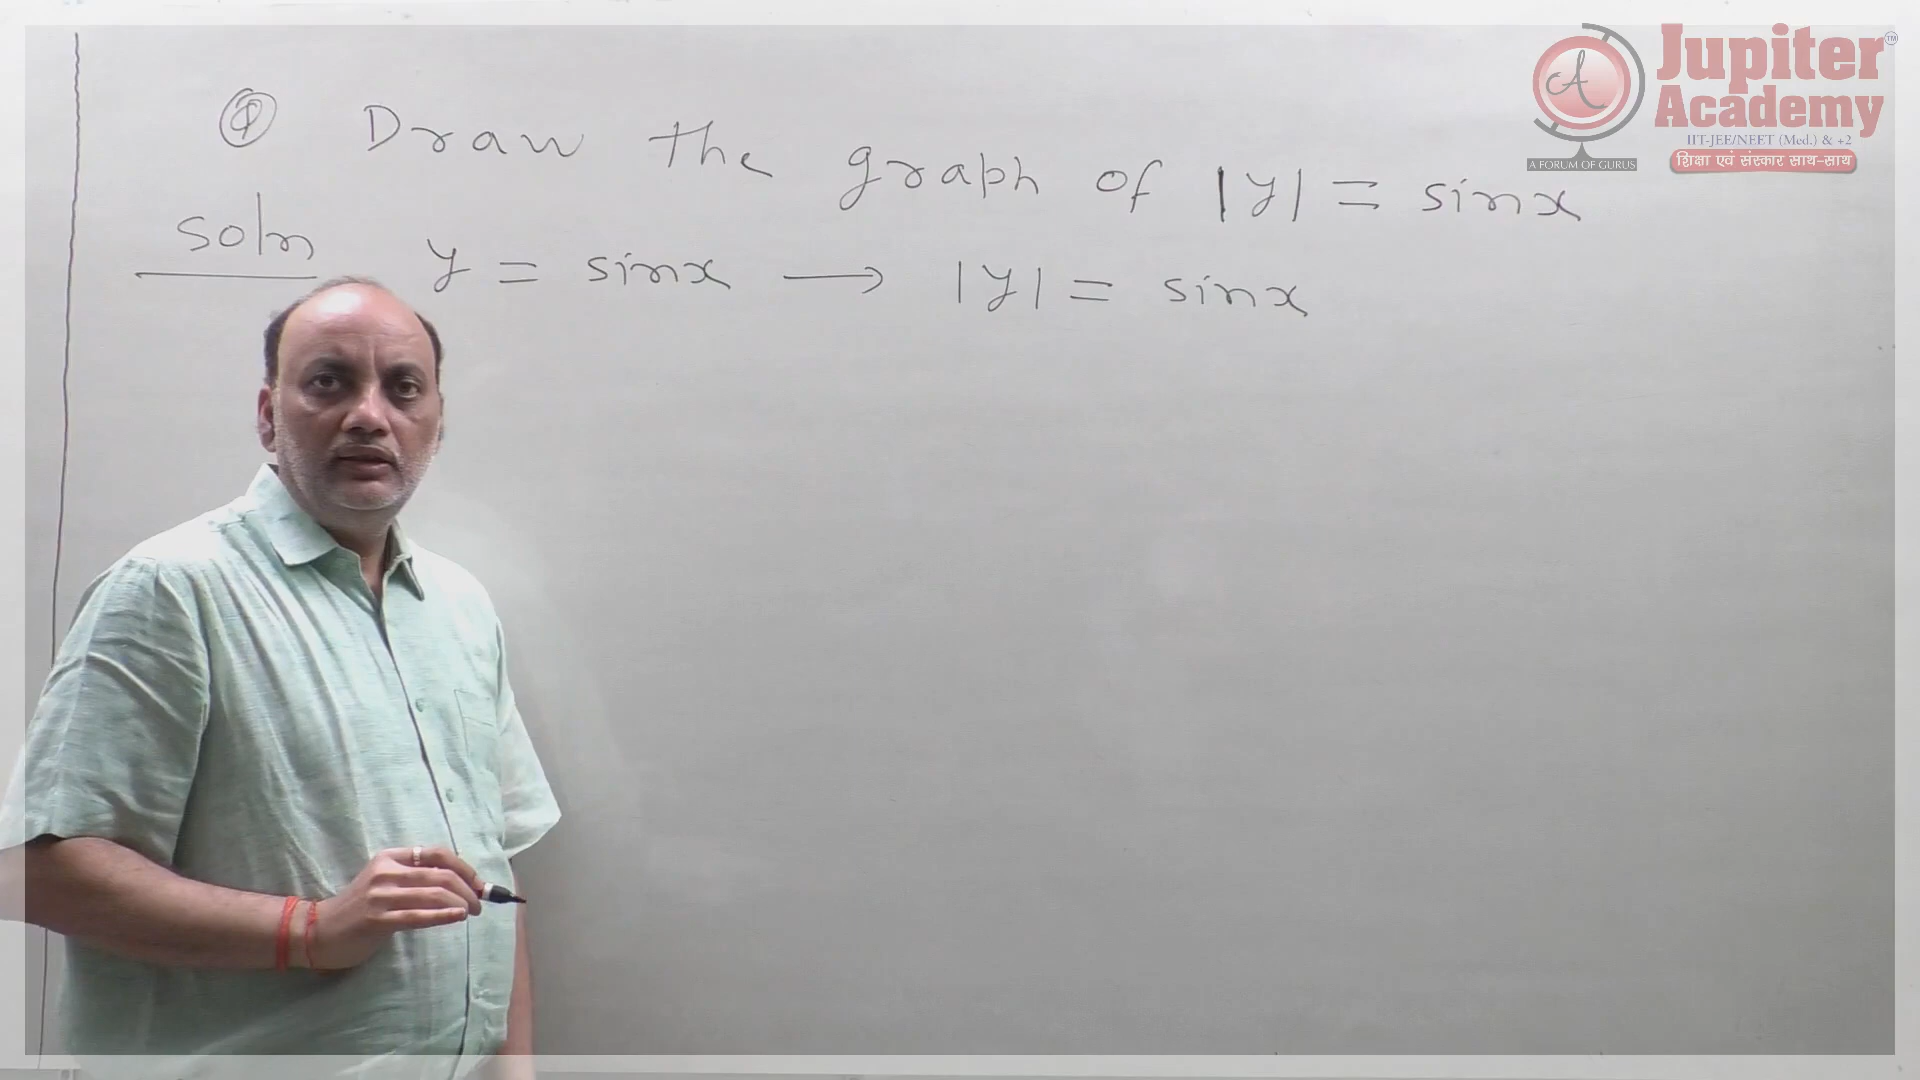 Q Draw the graph of |y| = sinx
Soln y = sinx → |y| = sinx
Jupiter Academy TM
IIT-JEE/NEET (Med.) & +2
A FORUM OF GURUS
शिक्षा एवं संस्कार साथ-साथ